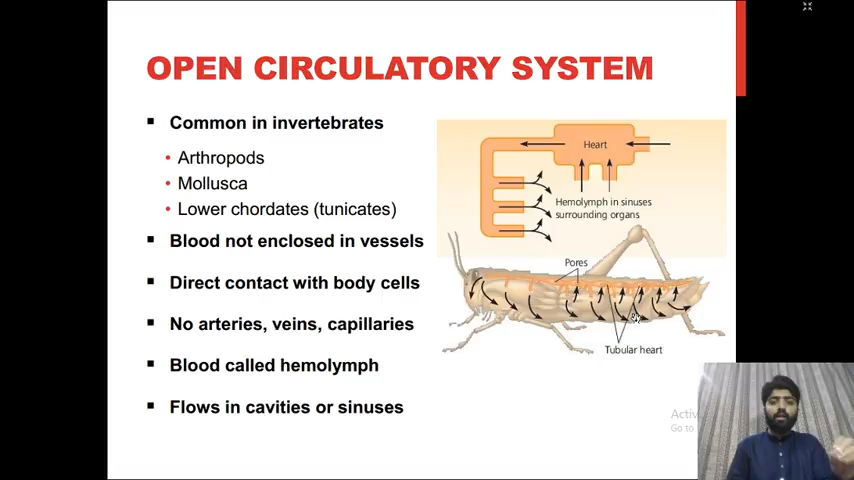 OPEN CIRCULATORY SYSTEM
Common in invertebrates
Arthropods
Mollusca
Lower chordates (tunicates)
Blood not enclosed in vessels
Direct contact with body cells
No arteries, veins, capillaries
Blood called hemolymph
Flows in cavities or sinuses
Heart
Hemolymph in sinuses
surrounding organs
Pores
Tubular heart
Go to